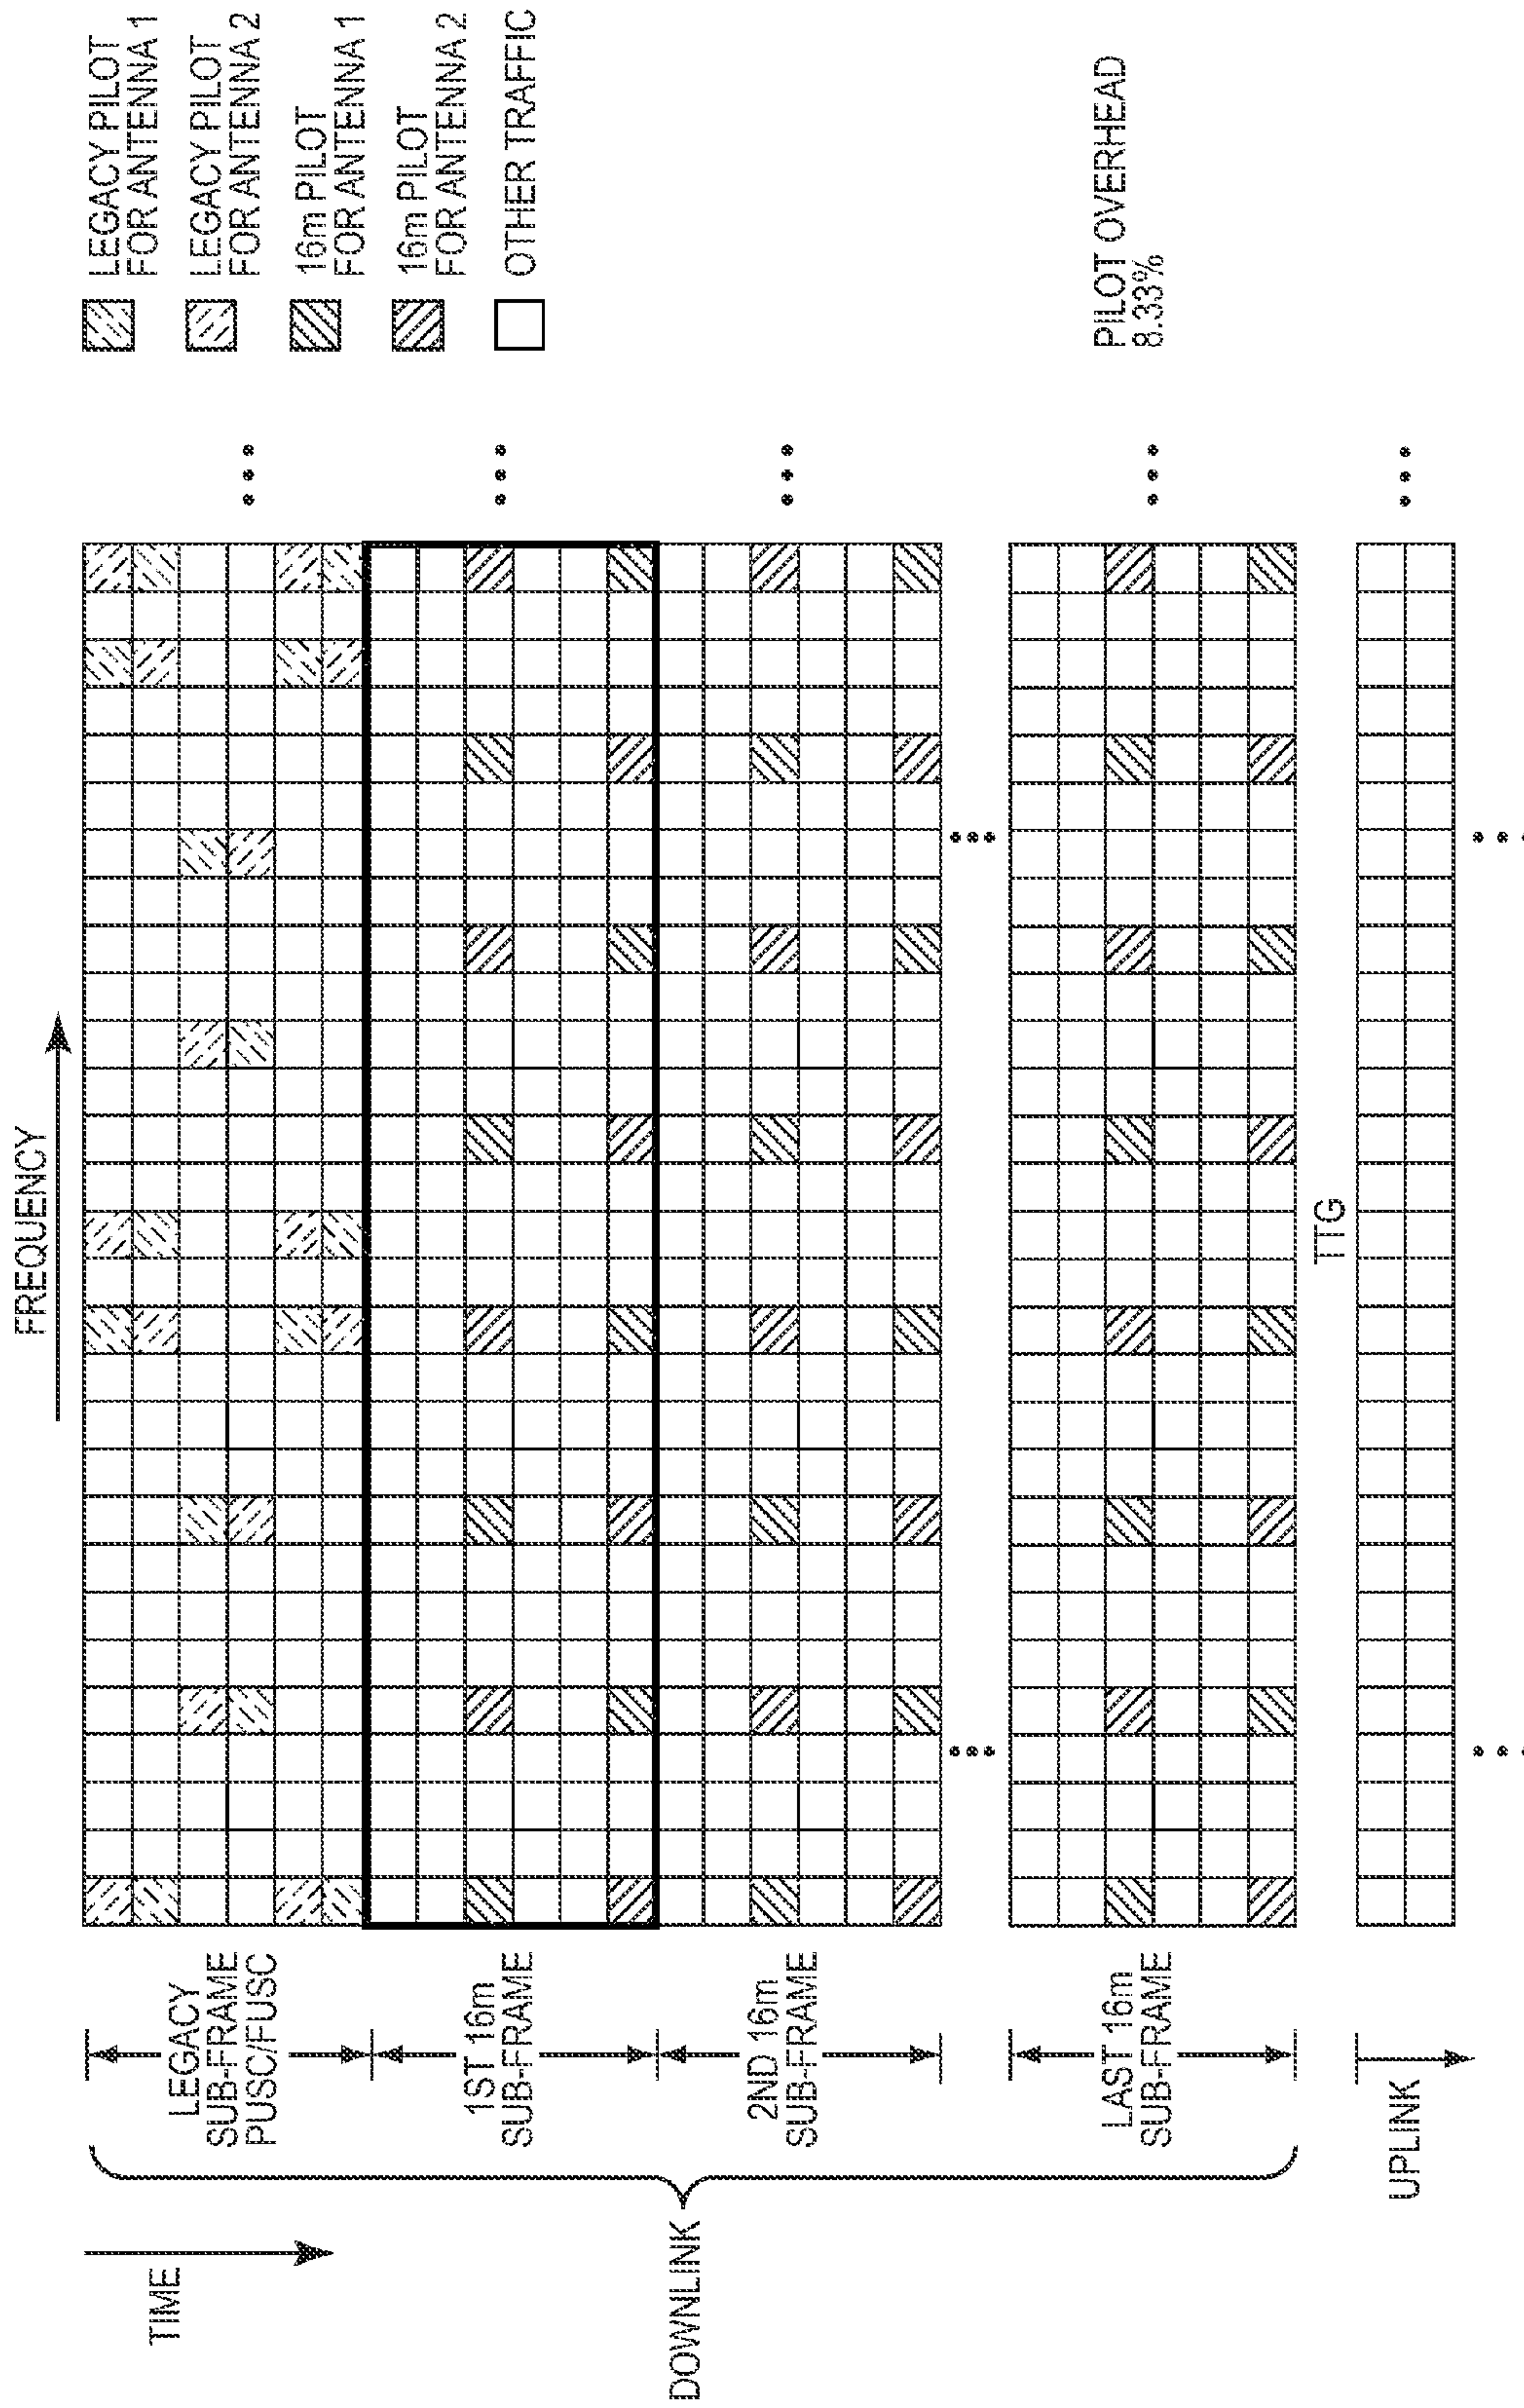 FREQUENCY
TIME
DOWNLINK
LEGACY
SUB-FRAME
PUSC/FUSC
1ST 16m
SUB-FRAME
2ND 16m
SUB-FRAME
LAST 16m
SUB-FRAME
TTG
UPLINK
LEGACY PILOT
FOR ANTENNA 1
LEGACY PILOT
FOR ANTENNA 2
16m PILOT
FOR ANTENNA 1
16m PILOT
FOR ANTENNA 2
OTHER TRAFFIC
PILOT OVERHEAD
8.33%